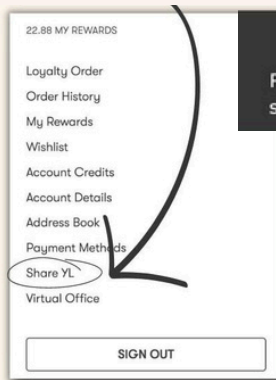 22.88 MY REWARDS
Loyalty Order
Order History
My Rewards
Wishlist
Account Credits
Account Details
Address Book
Payment Methods
Share YL
Virtual Office
SIGN OUT